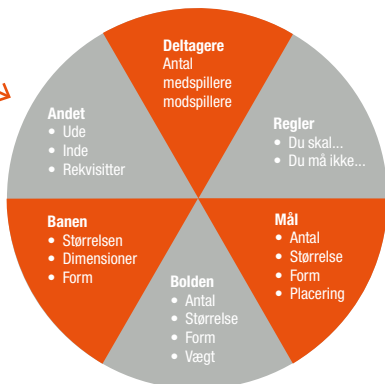 Deltagere
Antal
medspillere
modspillere
Regler
• Du skal...
• Du må ikke...
Mål
• Antal
• Størrelse
• Form
• Placering
Bolden
• Antal
• Størrelse
• Form
• Vægt
Banen
• Størrelsen
• Dimensioner
• Form
Andet
• Ude
• Inde
• Rekvisitter